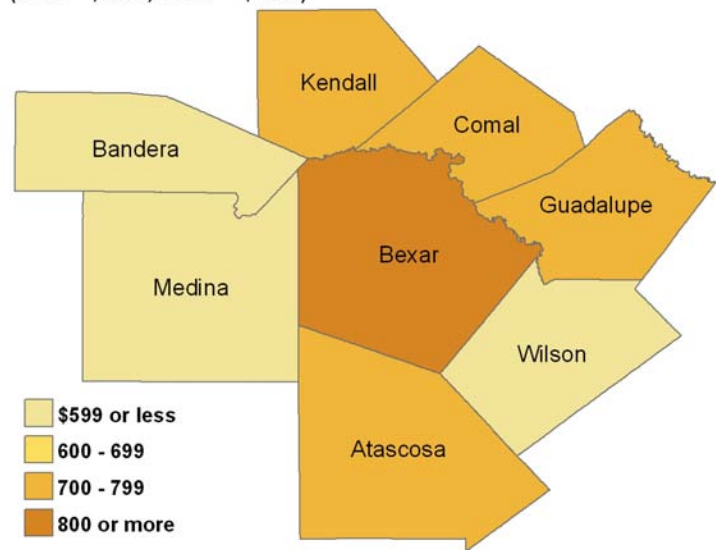 Kendall
Comal
Bandera
Guadalupe
Bexar
Medina
Wilson
Atascosa
$599 or less
600 - 699
700 - 799
800 or more